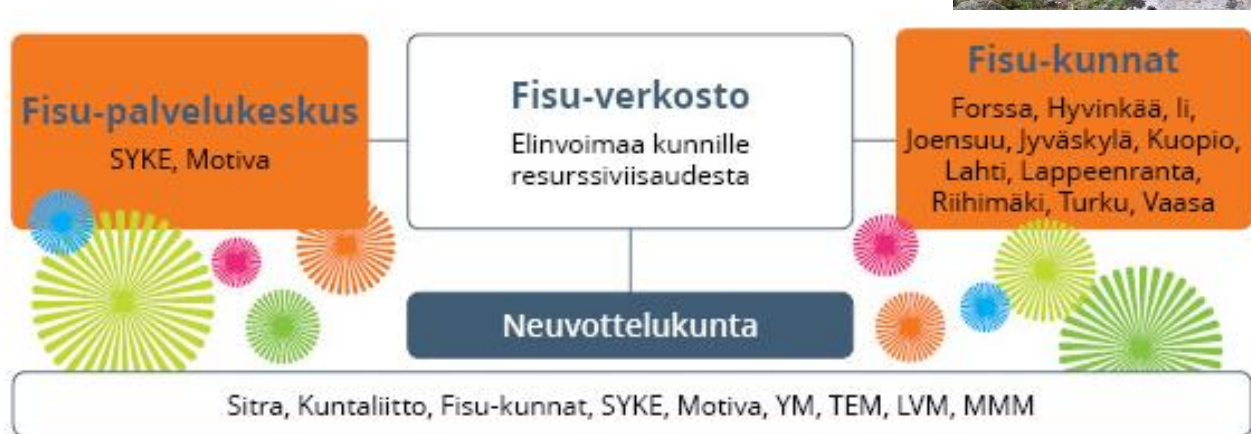 Fisu-palvelukeskus
SYKE, Motiva
Fisu-verkosto
Elinvoimaa kunnille
resurssiviisaudesta
Fisu-kunnat
Forssa, Hyvinkää, Ii,
Joensuu, Jyväskylä, Kuopio,
Lahti, Lappeenranta,
Riihimäki, Turku, Vaasa
Neuvottelukunta
Sitra, Kuntaliitto, Fisu-kunnat, SYKE, Motiva, YM, TEM, LVM, MMM